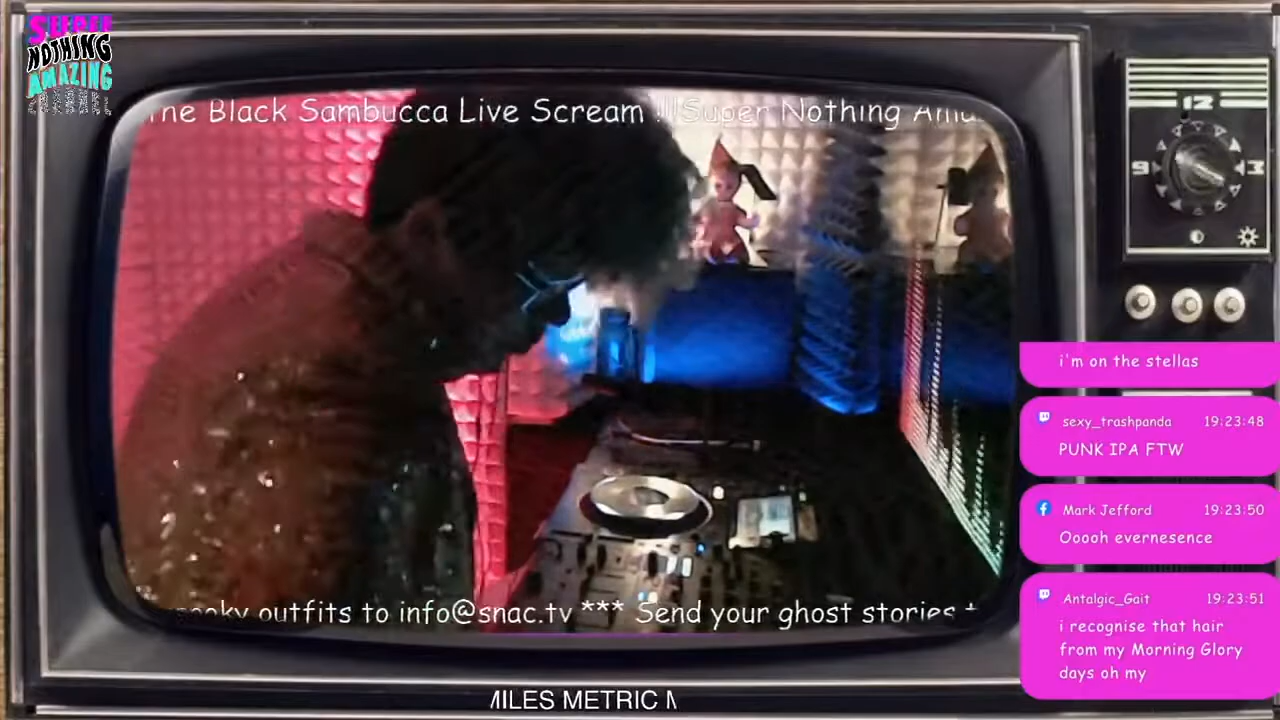 SUPER
NOTHING
AMAZING
CHANNEL
he Black Sambucca Live Scream !!!Super Nothing Ama
12
9
3
i'm on the stellas
sexy_trashpanda 19:23:48
PUNK IPA FTW
Mark Jefford 19:23:50
Ooooh evernesence
Antalgic_Gait 19:23:51
i recognise that hair
from my Morning Glory
days oh my
ooky outfits to info@snac.tv *** Send your ghost stories t
MILES METRIC M